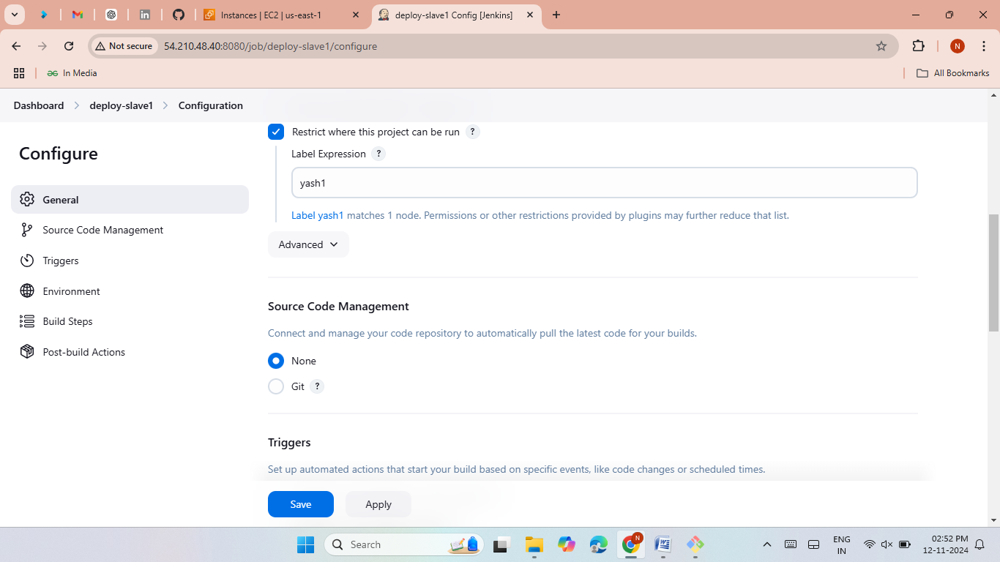 Instances | EC2 | us-east-1
deploy-slave1 Config [Jenkins]
Not secure
54.210.48.40:8080/job/deploy-slave1/configure
N
In Media
All Bookmarks
Dashboard
deploy-slave1
Configuration
Configure
General
Source Code Management
Triggers
Environment
Build Steps
Post-build Actions
Restrict where this project can be run ?
Label Expression ?
yash1
Label yash1 matches 1 node. Permissions or other restrictions provided by plugins may further reduce that list.
Advanced
Source Code Management
Connect and manage your code repository to automatically pull the latest code for your builds.
None
Git ?
Triggers
Set up automated actions that start your build based on specific events, like code changes or scheduled times.
Save
Apply
Search
N
ENG
IN
02:52 PM
12-11-2024